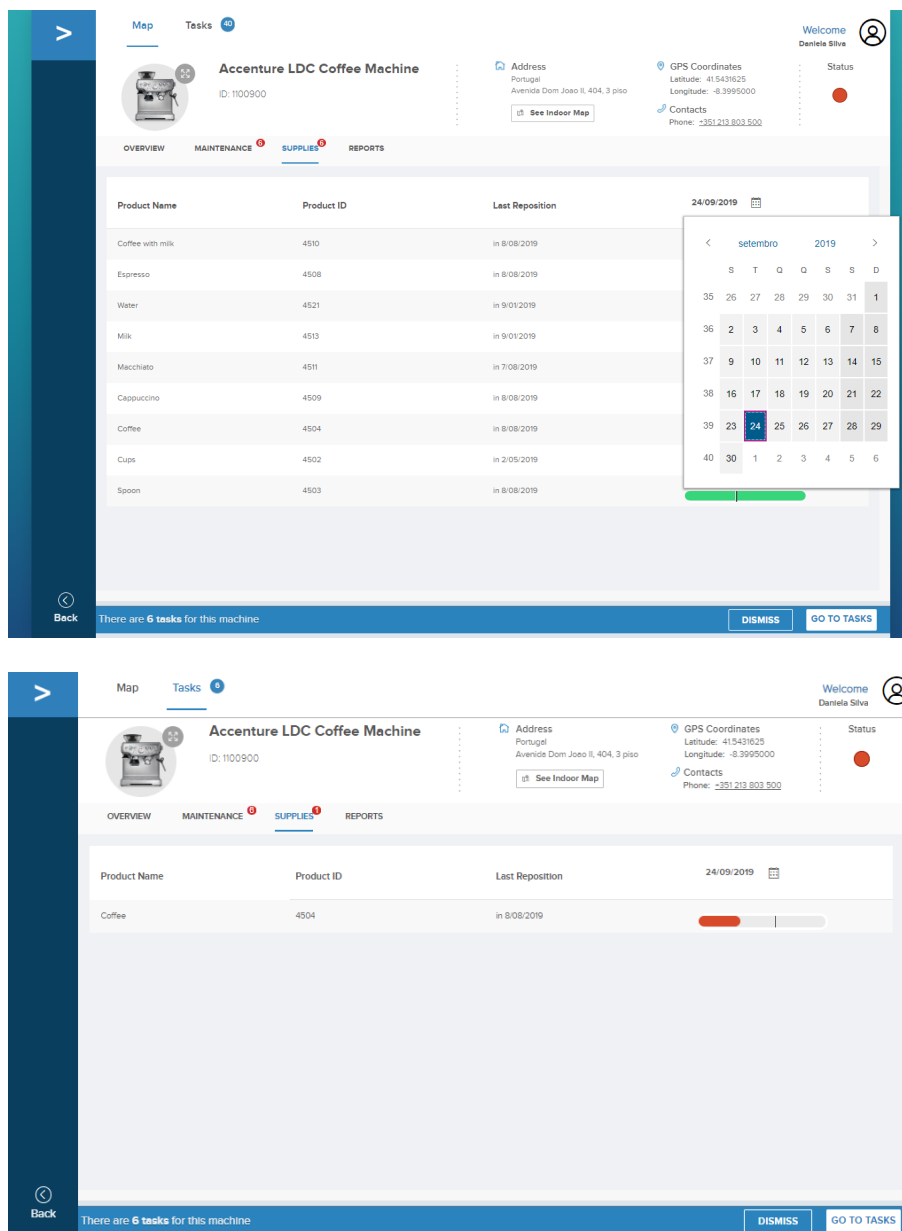 >
Map Tasks 40
Welcome
Daniela Silva
Accenture LDC Coffee Machine
ID: 1100900
Address
Portugal
Avenida Dom Joao II, 404, 3 piso
See Indoor Map
GPS Coordinates
Latitude: 41.5431625
Longitude: -8.3995000
Contacts
Phone: +351 213 803 500
Status
OVERVIEW MAINTENANCE 6 SUPPLIES 6 REPORTS
Product Name Product ID Last Reposition 24/09/2019
Coffee with milk 4510 in 8/08/2019
Espresso 4508 in 8/08/2019
Water 4521 in 9/01/2019
Milk 4513 in 9/01/2019
Macchiato 4511 in 7/08/2019
Cappuccino 4509 in 8/08/2019
Coffee 4504 in 8/08/2019
Cups 4502 in 2/05/2019
Spoon 4503 in 8/08/2019
< setembro 2019 >
S T Q Q S S D
35 26 27 28 29 30 31 1
36 2 3 4 5 6 7 8
37 9 10 11 12 13 14 15
38 16 17 18 19 20 21 22
39 23 24 25 26 27 28 29
40 30 1 2 3 4 5 6
Back
There are 6 tasks for this machine
DISMISS GO TO TASKS
>
Map Tasks 6
Welcome
Daniela Silva
Accenture LDC Coffee Machine
ID: 1100900
Address
Portugal
Avenida Dom Joao II, 404, 3 piso
See Indoor Map
GPS Coordinates
Latitude: 41.5431625
Longitude: -8.3995000
Contacts
Phone: +351 213 803 500
Status
OVERVIEW MAINTENANCE 6 SUPPLIES 1 REPORTS
Product Name Product ID Last Reposition 24/09/2019
Coffee 4504 in 8/08/2019
Back
There are 6 tasks for this machine
DISMISS GO TO TASKS